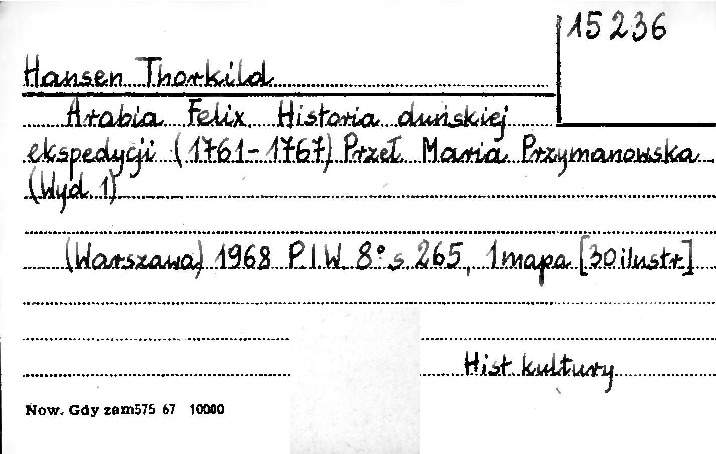 15236
Hansen Thorkild
Arabia Felix. Historia duńskiej
ekspedycji (1761-1767) Przeł. Maria Przymanowska
(Wyd 1)
(Warszawa) 1968 P.I.W. 8° s. 265, 1 mapa [30 ilustr.]
Hist kultury
Now. Gdy zam575 67 10000